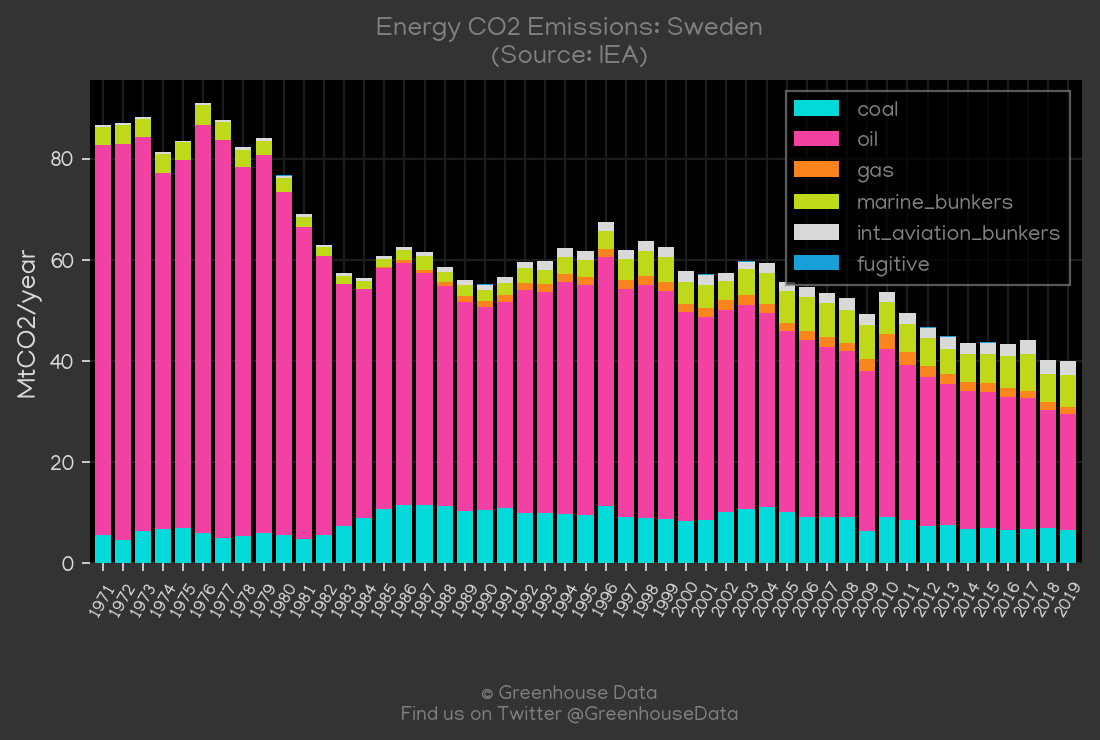 Energy CO2 Emissions: Sweden
(Source: IEA)
coal
oil
gas
marine_bunkers
int_aviation_bunkers
fugitive
MtCO2/year
80
60
40
20
0
1971 1972 1973 1974 1975 1976 1977 1978 1979 1980 1981 1982 1983 1984 1985 1986 1987 1988 1989 1990 1991 1992 1993 1994 1995 1996 1997 1998 1999 2000 2001 2002 2003 2004 2005 2006 2007 2008 2009 2010 2011 2012 2013 2014 2015 2016 2017 2018 2019
© Greenhouse Data
Find us on Twitter @GreenhouseData